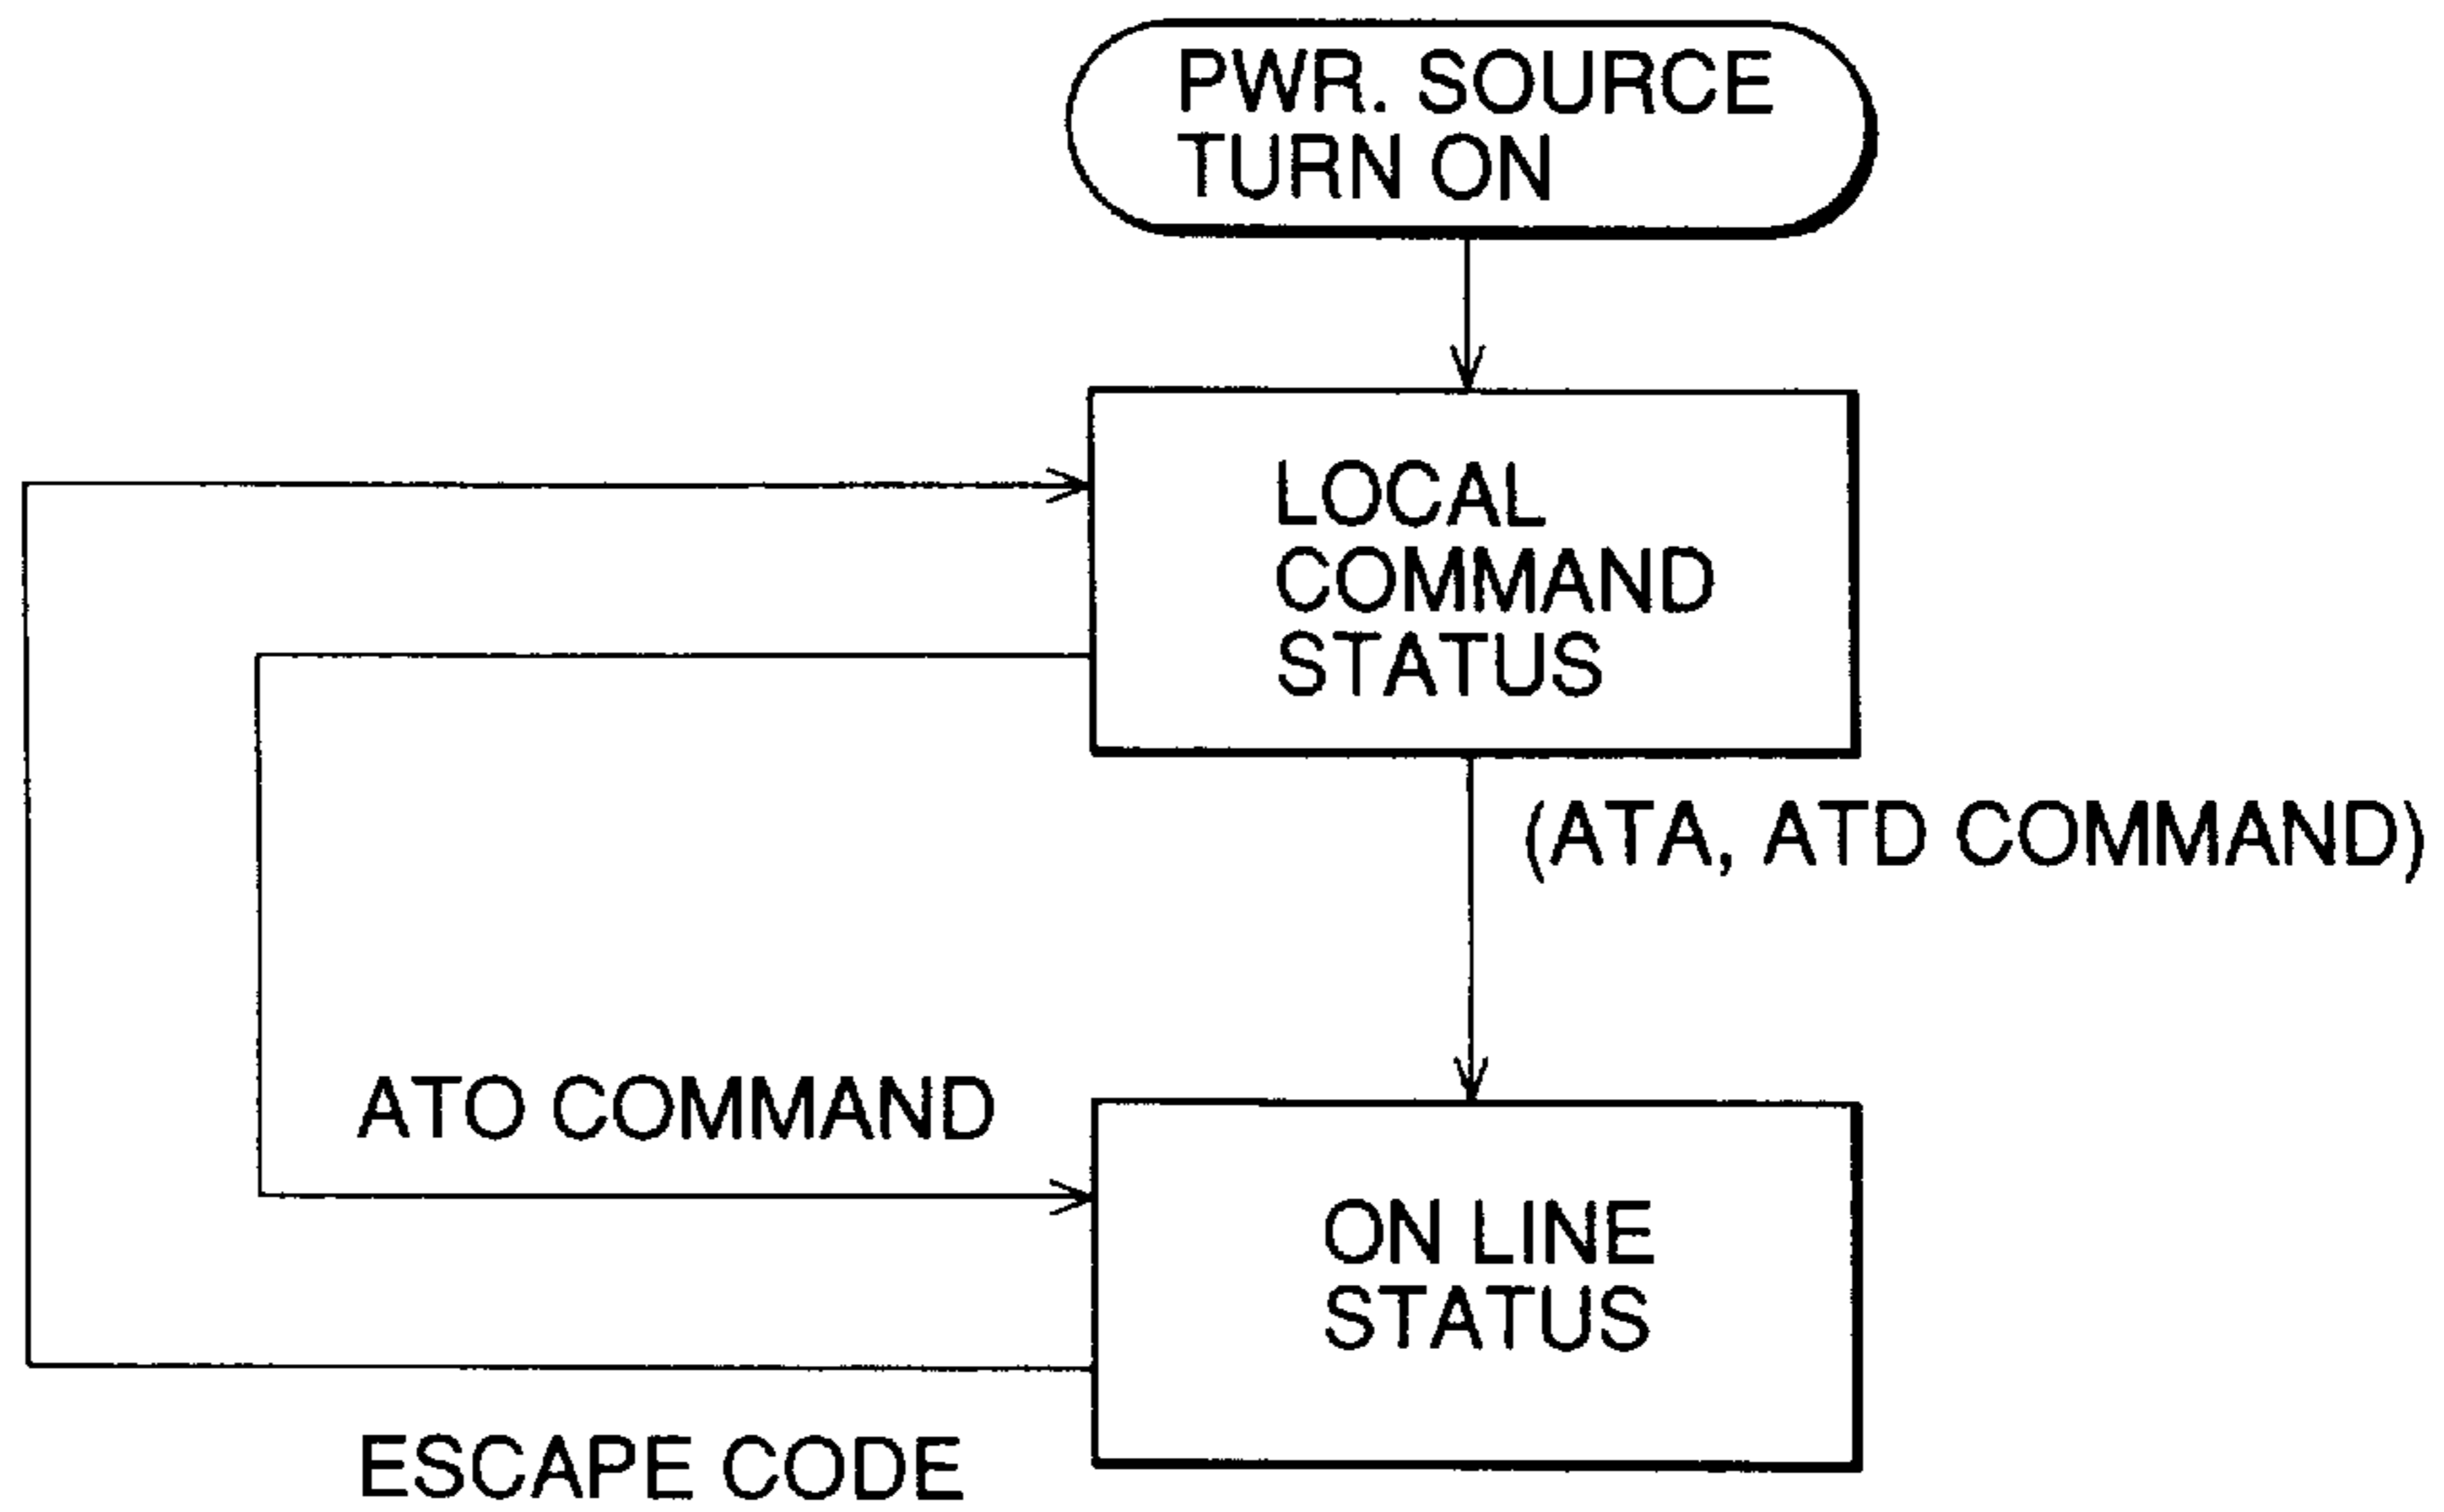 PWR. SOURCE
TURN ON
LOCAL
COMMAND
STATUS
(ATA, ATD COMMAND)
ATO COMMAND
ON LINE
STATUS
ESCAPE CODE